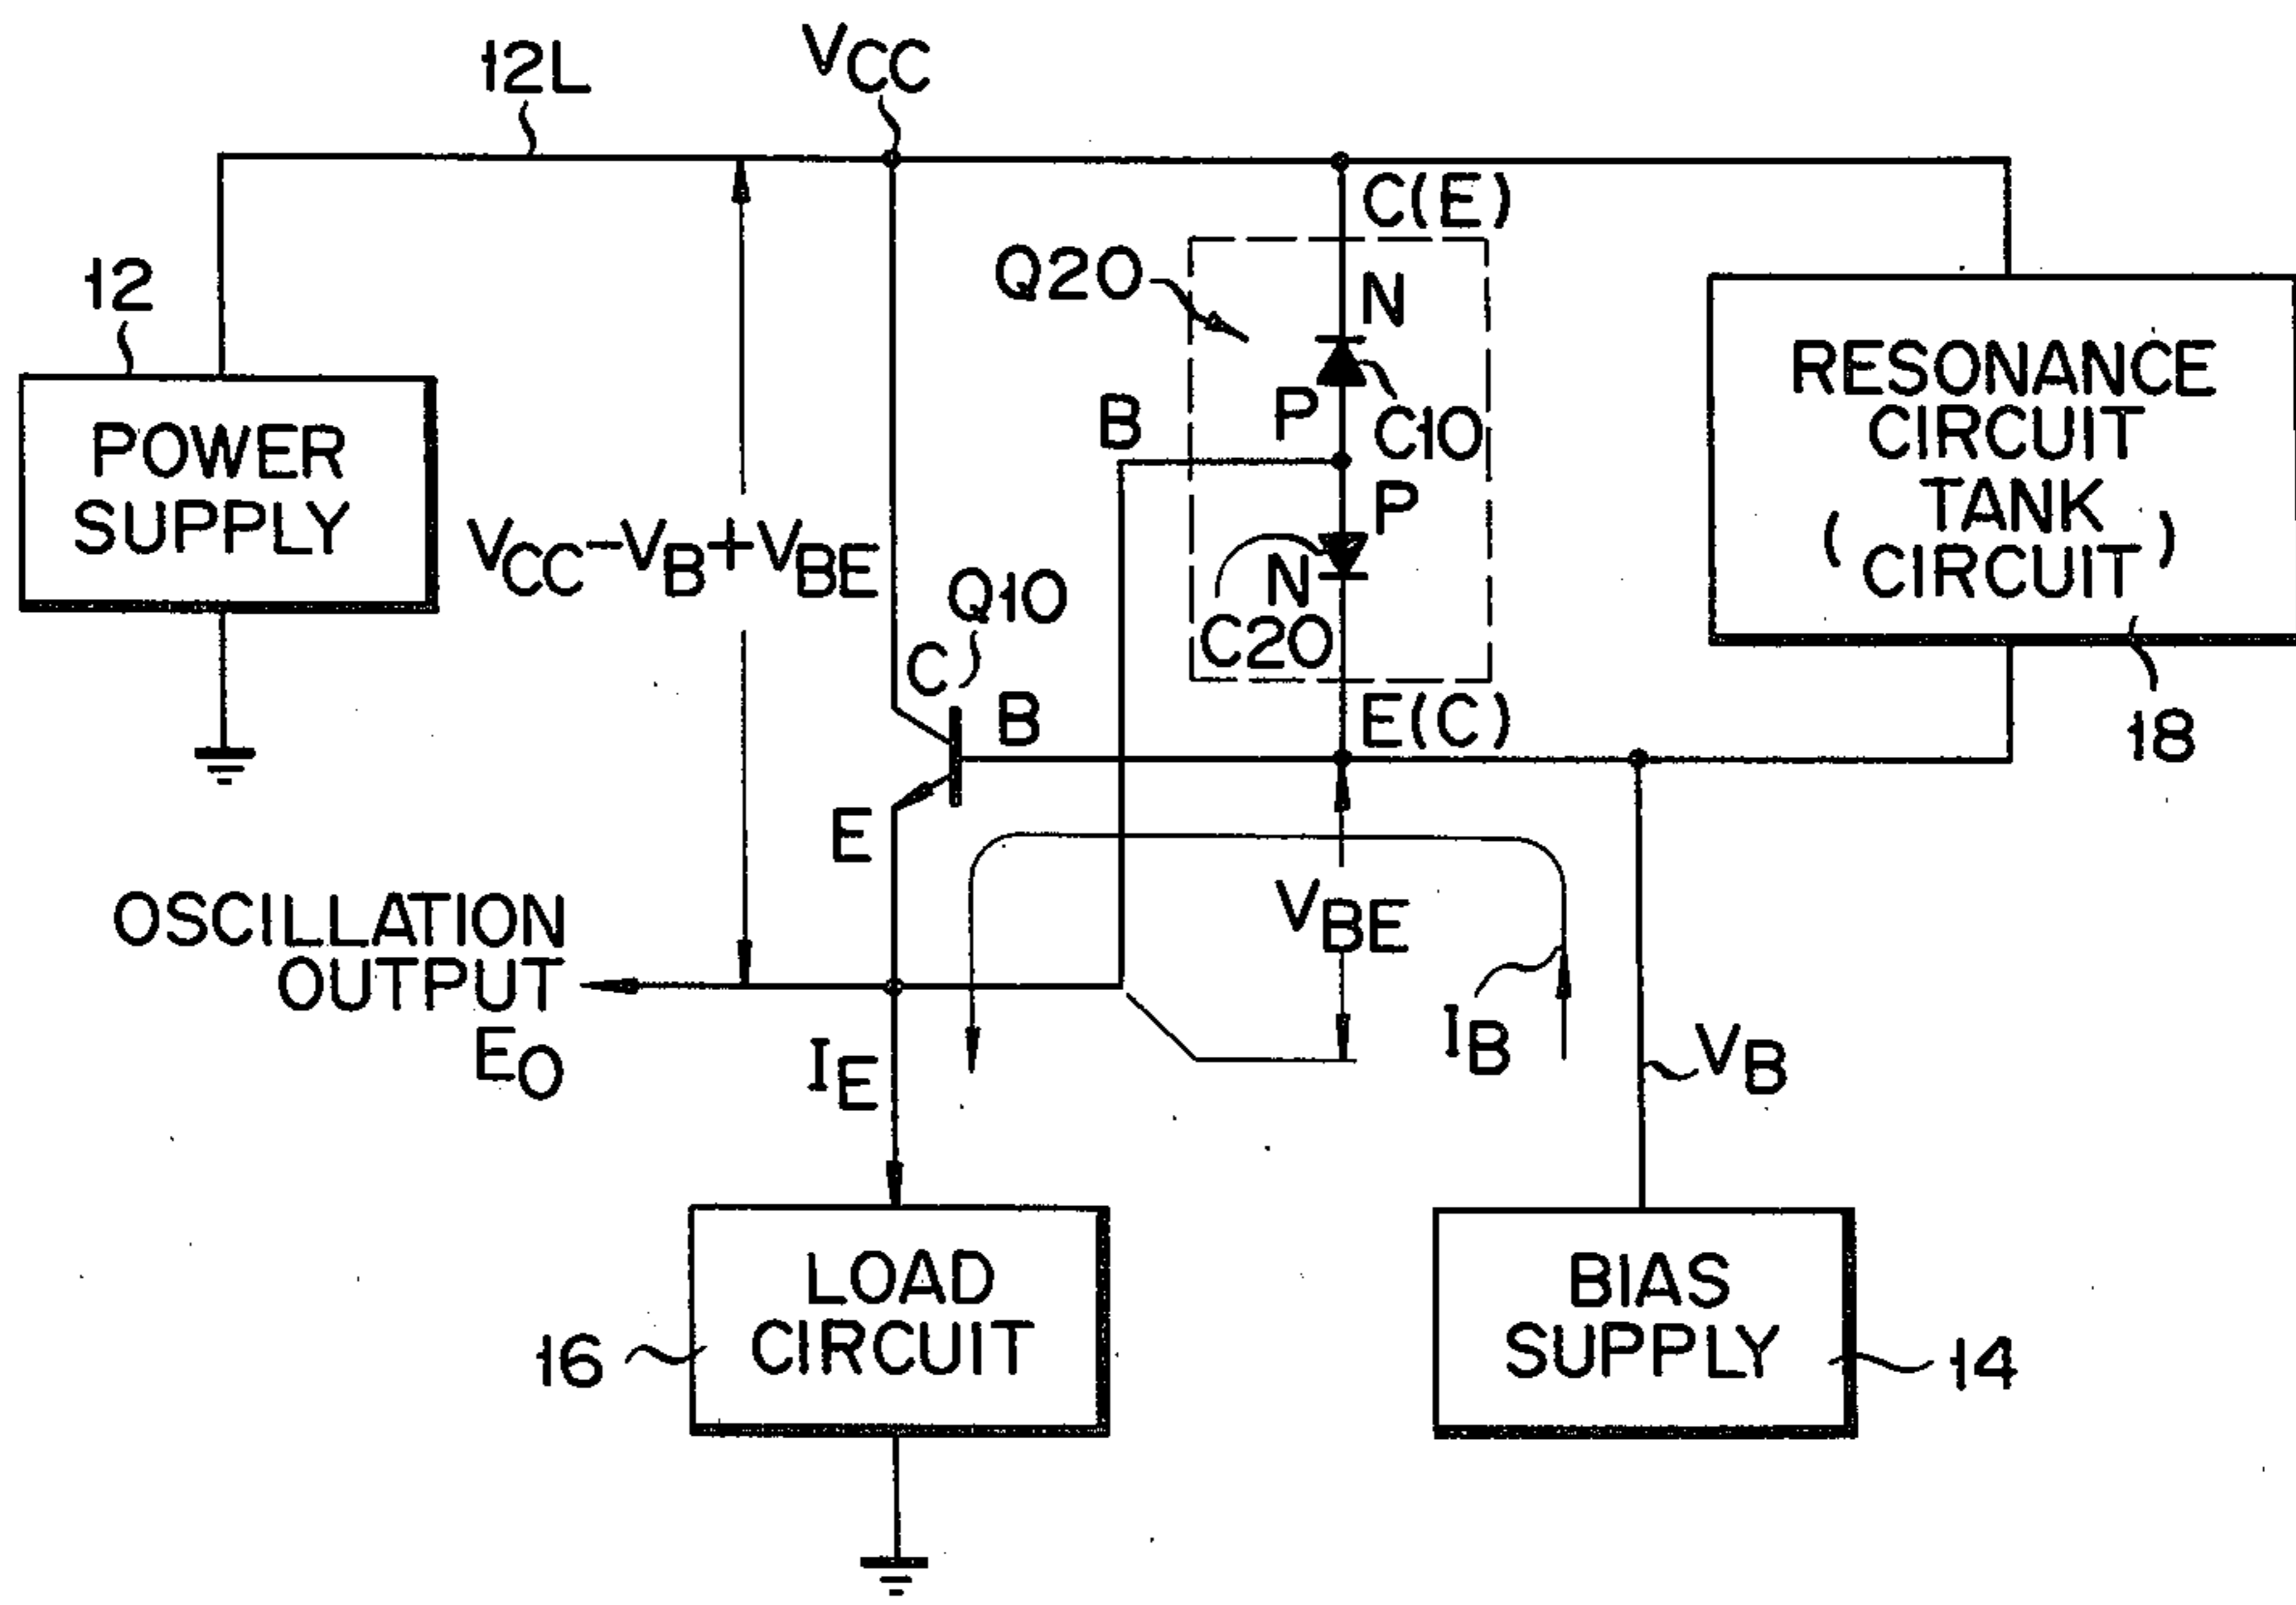 12L
VCC
C(E)
12
Q20
N
POWER
SUPPLY
B
P
C10
RESONANCE
CIRCUIT
( TANK
CIRCUIT )
P
VCC-VB+VBE
Q10
N
C20
C
B
E(C)
18
E
OSCILLATION
OUTPUT
EO
VBE
IE
IB
VB
LOAD
CIRCUIT
16
BIAS
SUPPLY
14